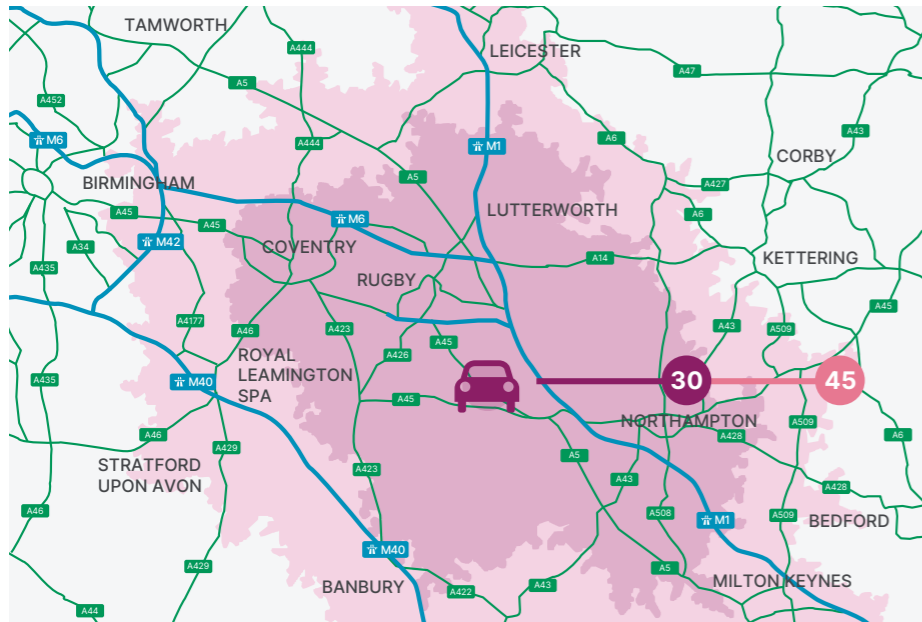 TAMWORTH
A444
LEICESTER
A5
A47
A452
M6
A444
M1
A6
A43
CORBY
A5
BIRMINGHAM
A427
A45
A45
M6
LUTTERWORTH
A6
M42
A34
COVENTRY
A14
KETTERING
A435
RUGBY
A45
A4177
A46
A423
A43
A509
A45
A426
ROYAL
LEAMINGTON
SPA
M40
A435
30
45
A45
NORTHAMPTON
A509
A46
A428
A6
A429
STRATFORD
UPON AVON
A423
A5
A43
A428
A46
A508
M1
A509
BEDFORD
M40
A429
A5
BANBURY
A422
A43
MILTON KEYNES
A44